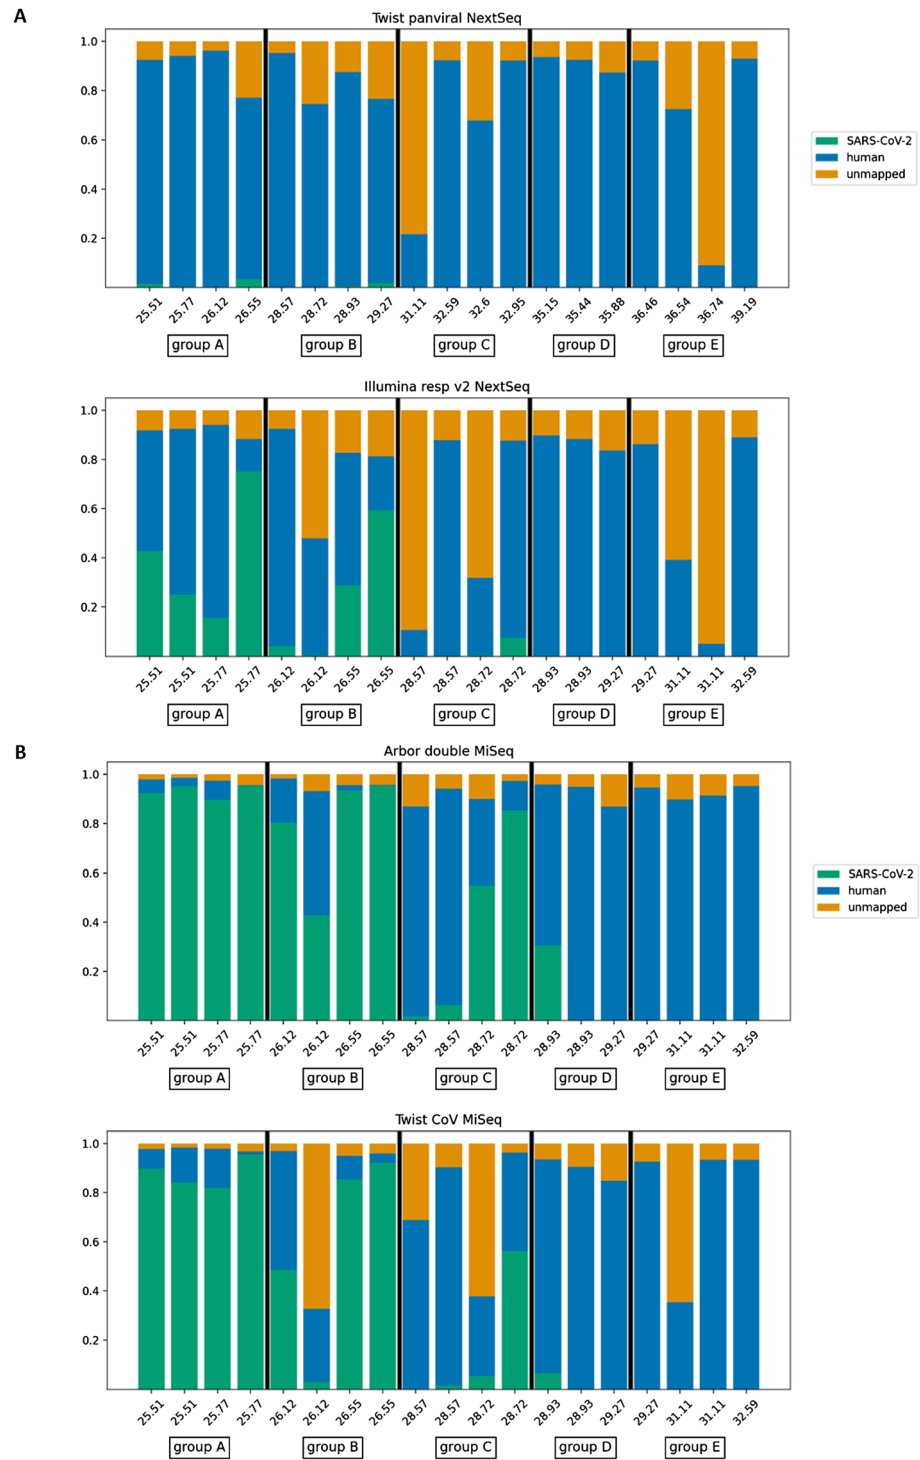 A
Twist panviral NextSeq
1.0
0.8
0.6
0.4
0.2
25.51 25.77 26.12 26.55 28.57 28.72 28.93 29.27 31.11 32.59 32.6 32.95 35.15 35.44 35.88 36.46 36.54 36.74 39.19
group A group B group C group D group E
SARS-CoV-2
human
unmapped
Illumina resp v2 NextSeq
1.0
0.8
0.6
0.4
0.2
25.51 25.51 25.77 25.77 26.12 26.12 26.55 26.55 28.57 28.57 28.72 28.72 28.93 28.93 29.27 29.27 31.11 31.11 32.59
group A group B group C group D group E
B
Arbor double MiSeq
1.0
0.8
0.6
0.4
0.2
25.51 25.51 25.77 25.77 26.12 26.12 26.55 26.55 28.57 28.57 28.72 28.72 28.93 28.93 29.27 29.27 31.11 31.11 32.59
group A group B group C group D group E
SARS-CoV-2
human
unmapped
Twist CoV MiSeq
1.0
0.8
0.6
0.4
0.2
25.51 25.51 25.77 25.77 26.12 26.12 26.55 26.55 28.57 28.57 28.72 28.72 28.93 28.93 29.27 29.27 31.11 31.11 32.59
group A group B group C group D group E